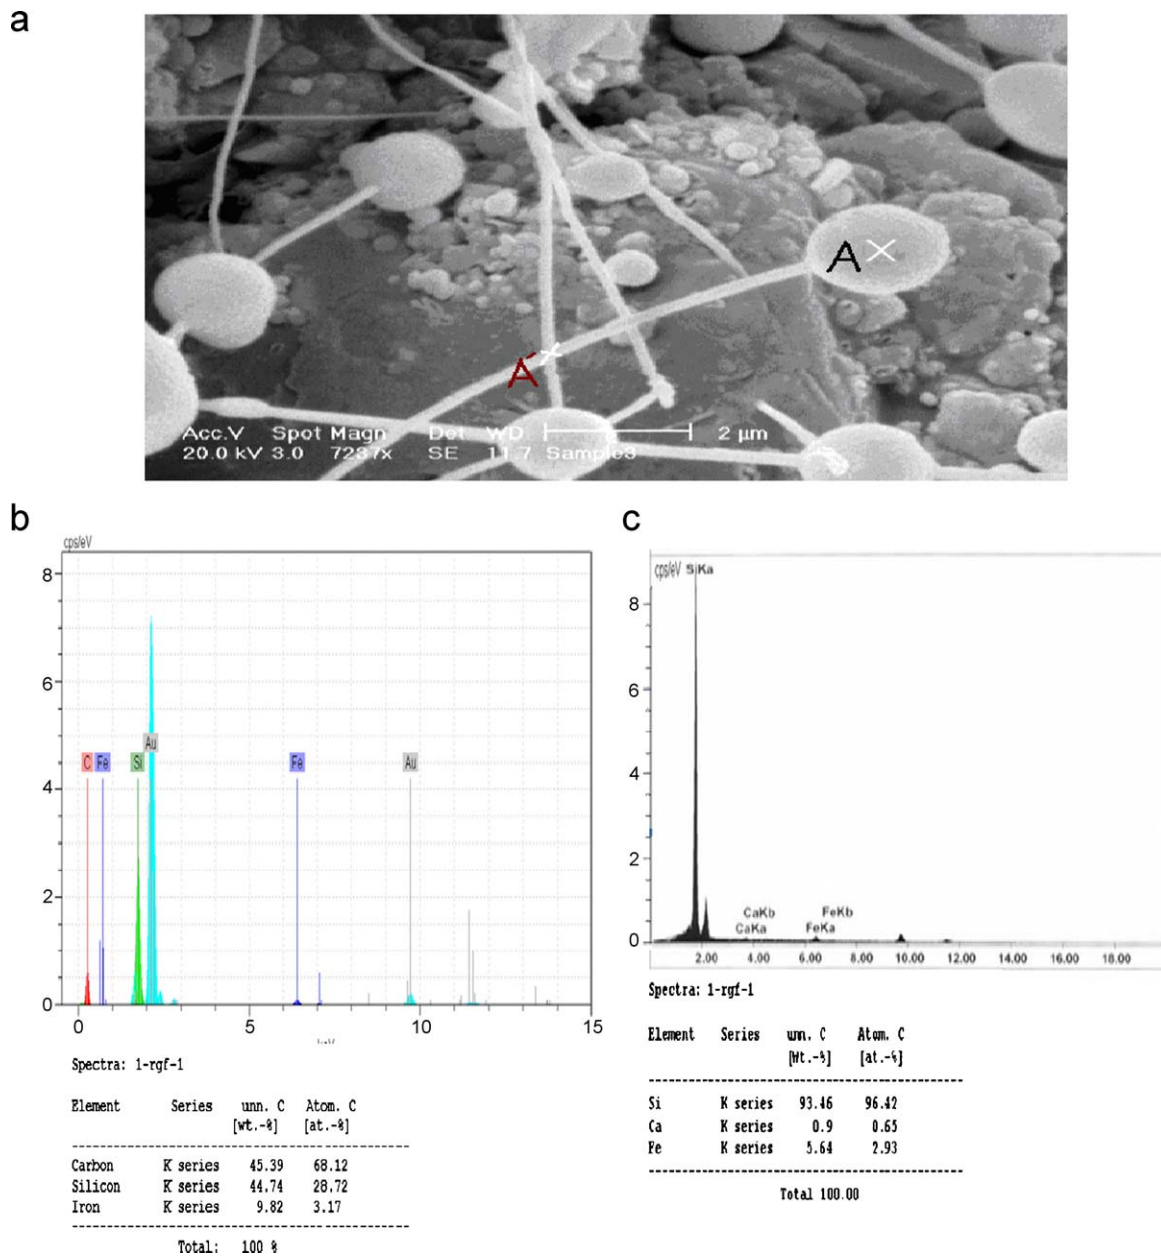 a
A
A´
Acc.V Spot Magn Det WD 2 µm
20.0 kV 3.0 7237x SE 11.7 Sample3
b
cps/eV
8
6
4
2
0
C Fe Si Au Fe Au
0 5 10 15
Spectra: 1-rgf-1
Element Series unn. C Atom. C
[wt.-%] [at.-%]
Carbon K series 45.39 68.12
Silicon K series 44.74 28.72
Iron K series 9.82 3.17
Total: 100 %
c
cps/eV SiKa
8
6
4
2
0
CaKb FeKb
CaKa FeKa
2.00 4.00 6.00 8.00 10.00 12.00 14.00 16.00 18.00
Spectra: 1-rgf-1
Element Series unn. C Atom. C
[Wt.-%] [at.-%]
Si K series 93.46 96.42
Ca K series 0.9 0.65
Fe K series 5.64 2.93
Total 100.00